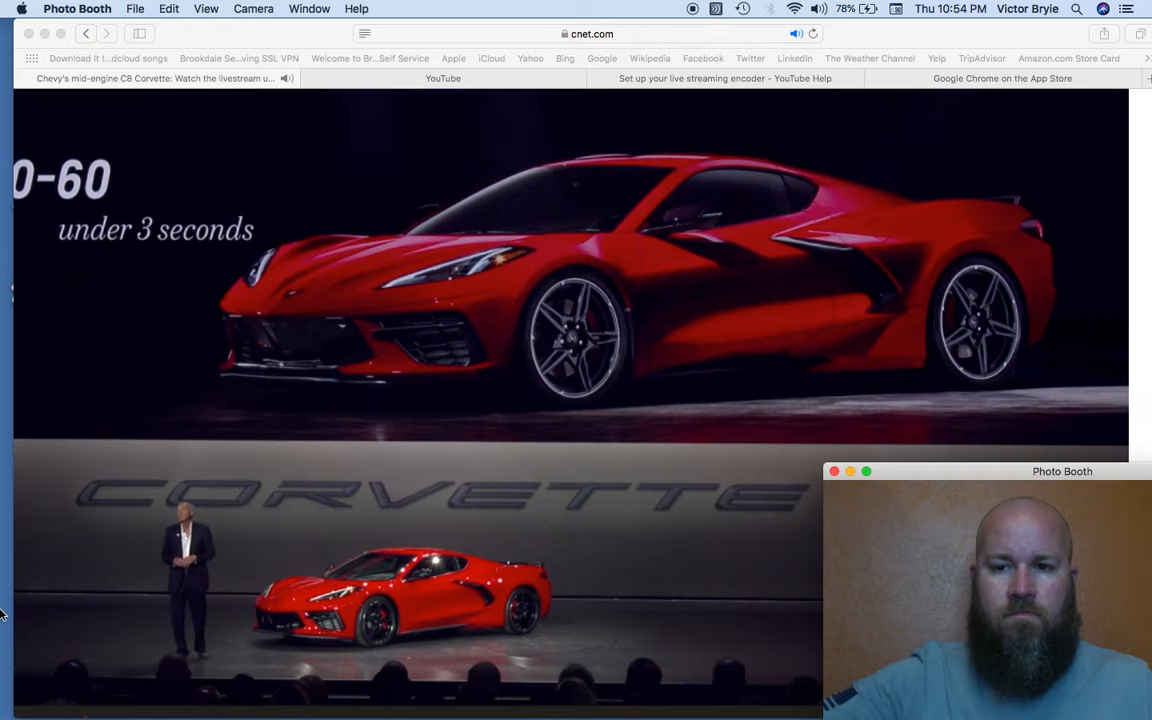 Photo Booth File Edit View Camera Window Help 78% Thu 10:54 PM Victor Bryie
cnet.com
Download It !...dcloud songs Brookdale Se...ving SSL VPN Welcome to Br...Self Service Apple iCloud Yahoo Bing Google Wikipedia Facebook Twitter LinkedIn The Weather Channel Yelp TripAdvisor Amazon.com Store Card
Chevy's mid-engine C8 Corvette: Watch the livestream u... YouTube Set up your live streaming encoder - YouTube Help Google Chrome on the App Store
0-60
under 3 seconds
Photo Booth
CORVETTE